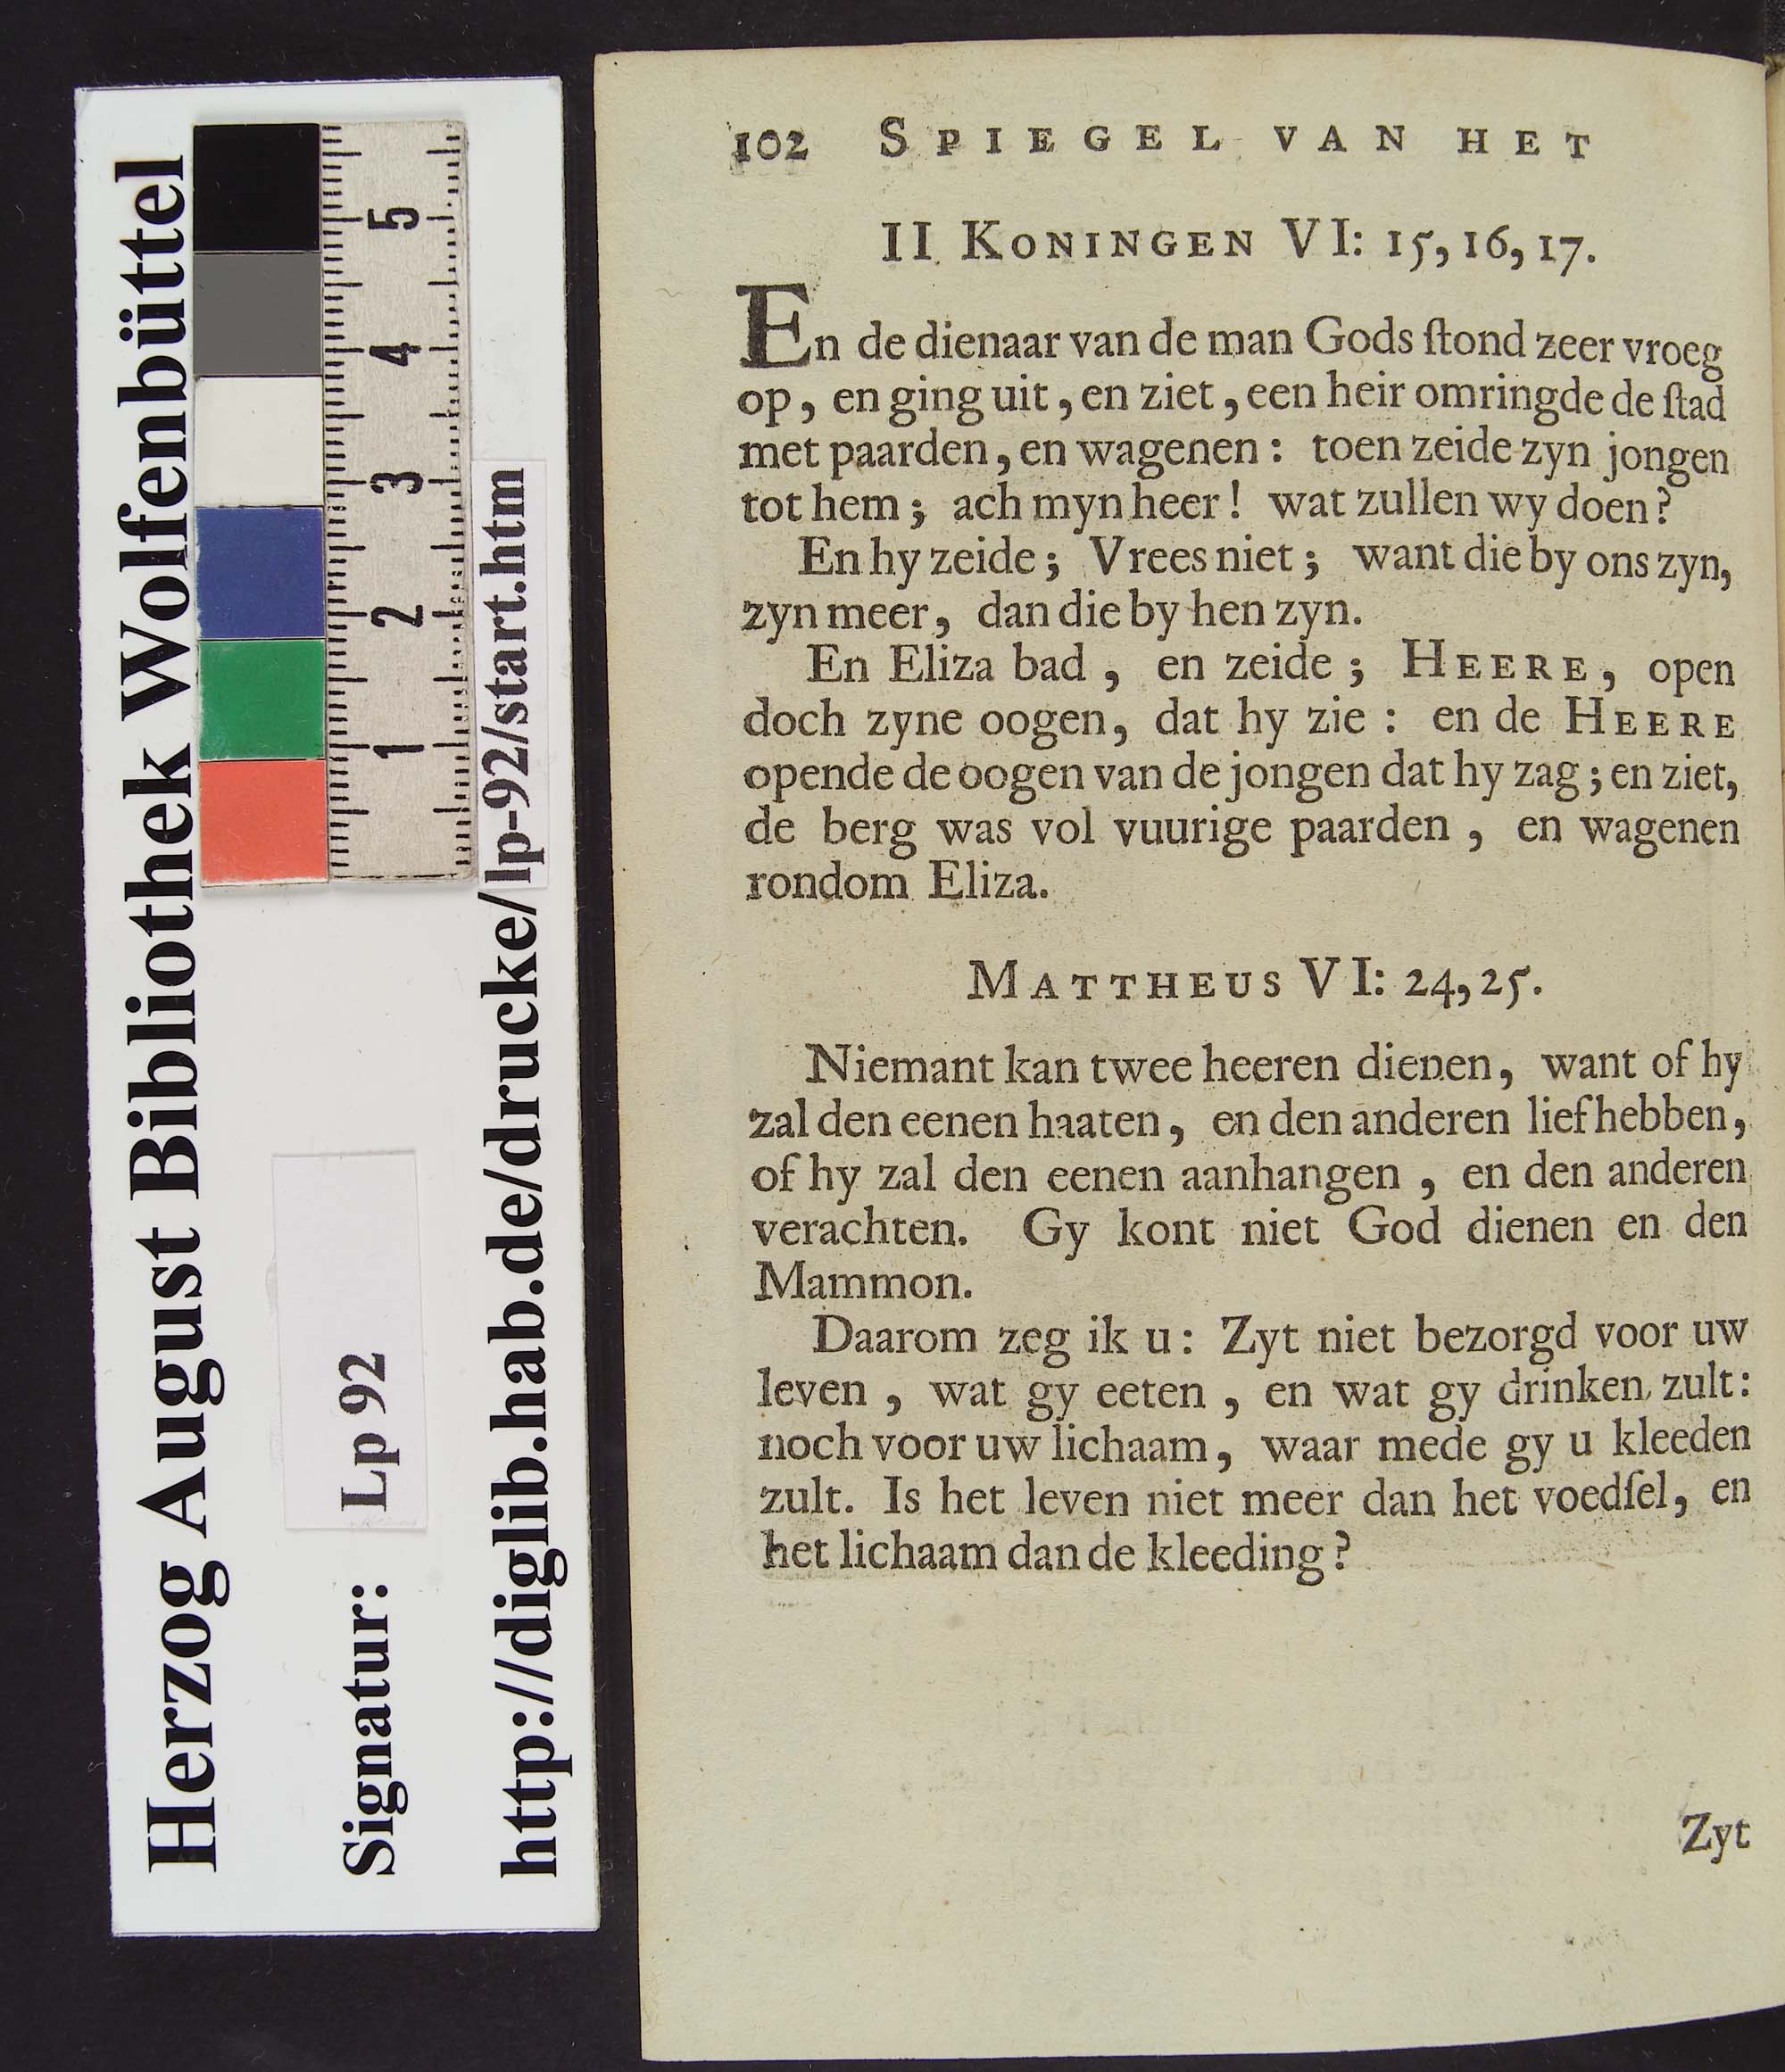 102 SPIEGEL VAN HET
II KONINGEN VI: 15, 16, 17.
En de dienaar van de man Gods ſtond zeer vroeg
op, en ging uit, en ziet, een heir omringde de ſtad
met paarden, en wagenen: toen zeide zyn jongen
tot hem; ach myn heer! wat zullen wy doen?
En hy zeide; Vrees niet; want die by ons zyn,
zyn meer, dan die by hen zyn.
En Eliza bad, en zeide; HEERE, open
doch zyne oogen, dat hy zie: en de HEERE
opende de oogen van de jongen dat hy zag; en ziet,
de berg was vol vuurige paarden, en wagenen
rondom Eliza.
MATTHEUS VI: 24, 25.
Niemant kan twee heeren dienen, want of hy
zal den eenen haaten, en den anderen lief hebben,
of hy zal den eenen aanhangen, en den anderen
verachten. Gy kont niet God dienen en den
Mammon.
Daarom zeg ik u: Zyt niet bezorgd voor uw
leven, wat gy eeten, en wat gy drinken zult:
noch voor uw lichaam, waar mede gy u kleeden
zult. Is het leven niet meer dan het voedſel, en
het lichaam dan de kleeding?
Zyt
Herzog August Bibliothek Wolfenbüttel
Signatur: Lp 92
http://diglib.hab.de/drucke/lp-92/start.htm
5
4
3
2
1